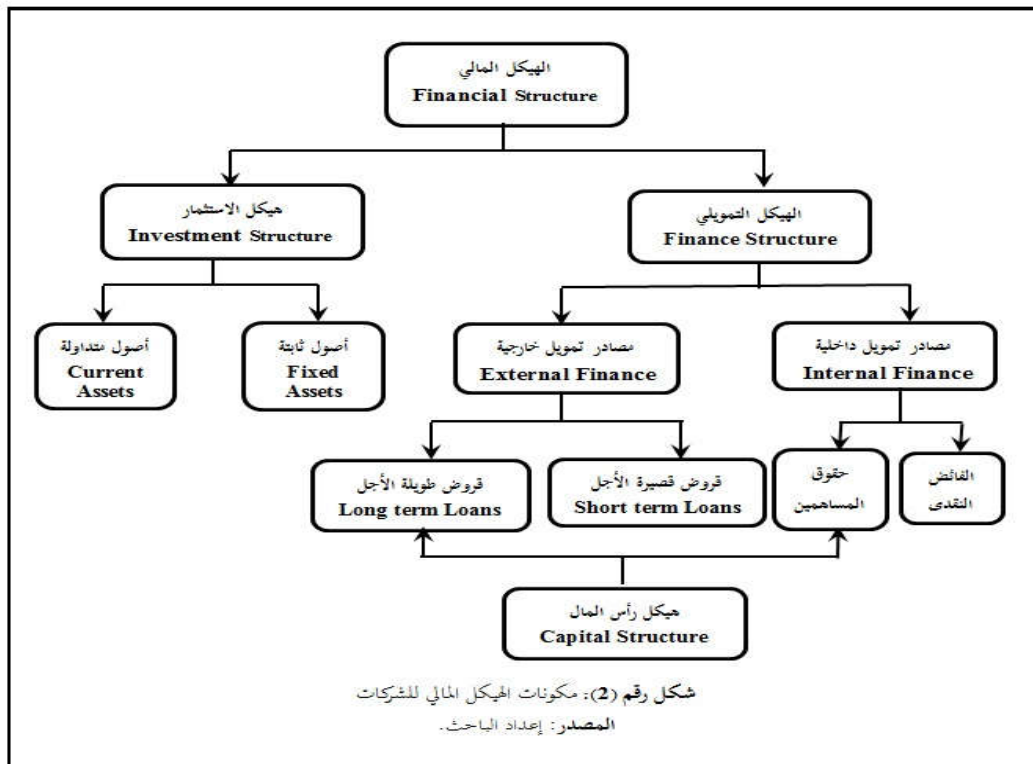 الهيكل المالي
Financial Structure
هيكل الاستثمار
Investment Structure
الهيكل التمويلي
Finance Structure
أصول متداولة
Current
Assets
أصول ثابتة
Fixed
Assets
مصادر تمويل خارجية
External Finance
مصادر تمويل داخلية
Internal Finance
قروض طويلة الأجل
Long term Loans
قروض قصيرة الأجل
Short term Loans
حقوق
المساهمين
الفائض
النقدى
هيكل رأس المال
Capital Structure
شكل رقم (2): مكونات الهيكل المالي للشركات
المصدر: إعداد الباحث.